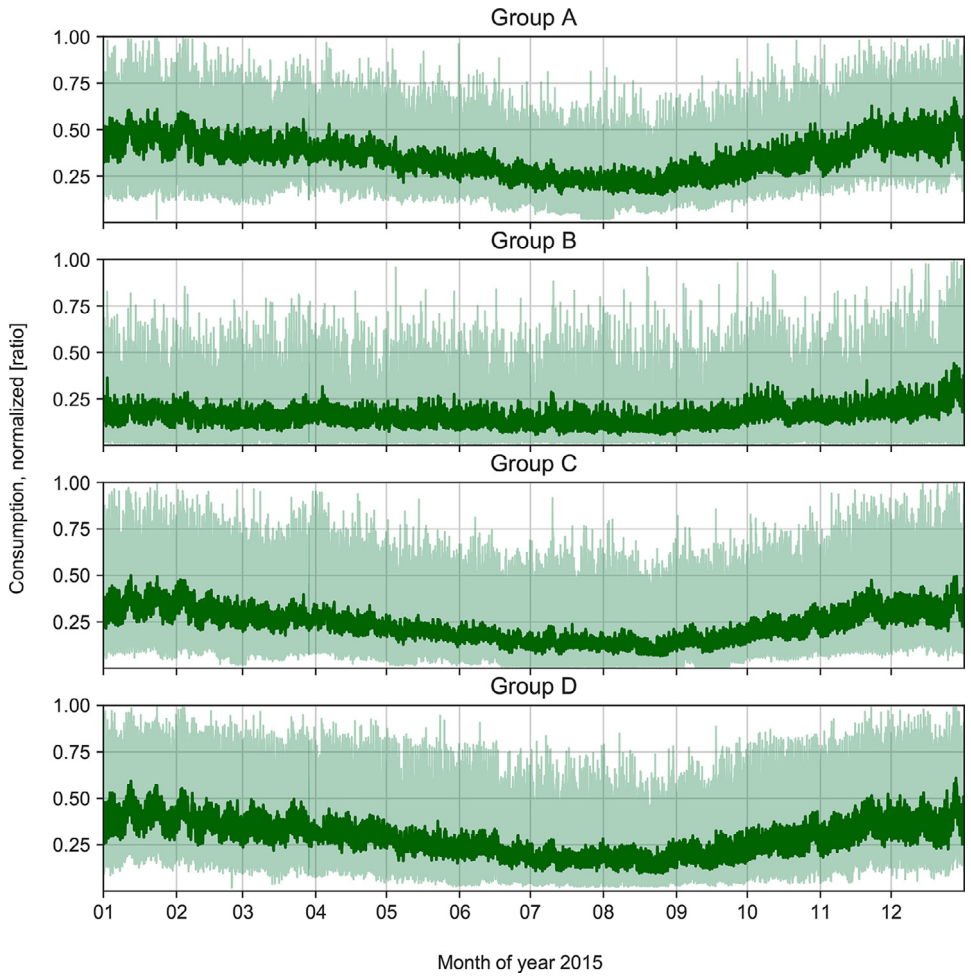 Group A
1.00
0.75
0.50
0.25
Group B
1.00
0.75
0.50
0.25
Group C
1.00
0.75
0.50
0.25
Group D
1.00
0.75
0.50
0.25
01 02 03 04 05 06 07 08 09 10 11 12
Consumption, normalized [ratio]
Month of year 2015